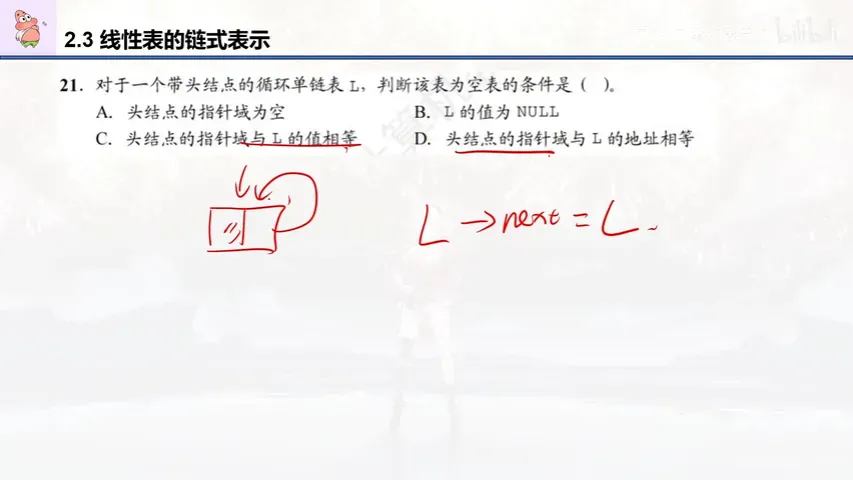 2.3 线性表的链式表示
bilibili
21. 对于一个带头结点的循环单链表 L，判断该表为空表的条件是（ ）。
A. 头结点的指针域为空 B. L 的值为 NULL
C. 头结点的指针域与 L 的值相等 D. 头结点的指针域与 L 的地址相等
L→next = L